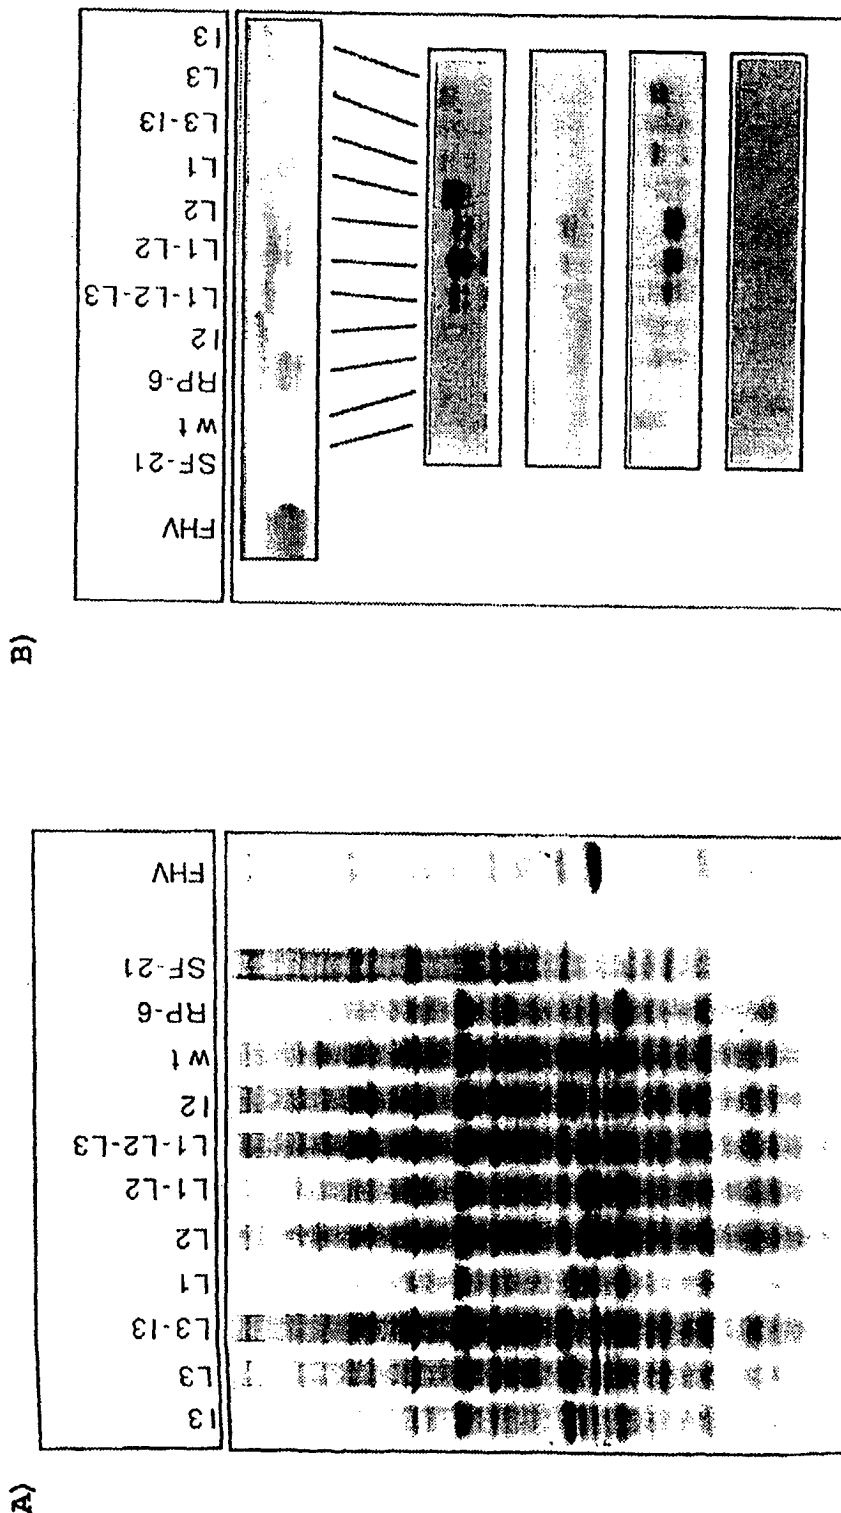 A)
I3
L3
L3-I3
L1
L2
L1-L2
L1-L2-L3
I2
wt
RP-6
SF-21
FHV
B)
FHV
SF-21
wt
RP-6
I2
L1-L2-L3
L1-L2
L2
L1
L3-I3
L3
I3